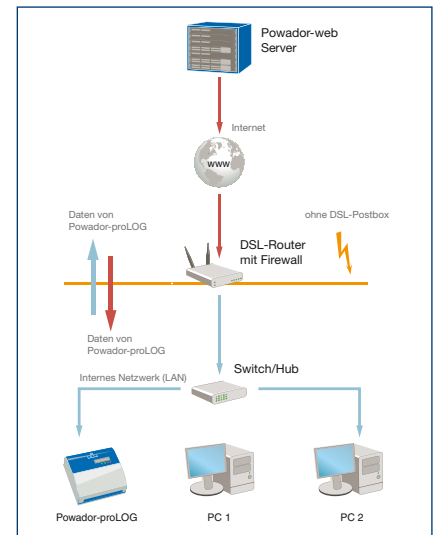 Powador-web
Server
Internet
www
Daten von
Powador-proLOG
ohne DSL-Postbox
DSL-Router
mit Firewall
Daten von
Powador-proLOG
Switch/Hub
Internes Netzwerk (LAN)
Powador-proLOG
PC 1
PC 2